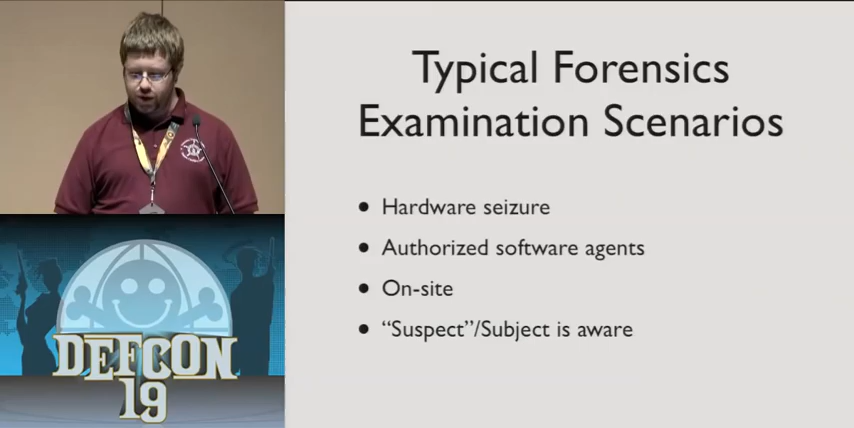 Typical Forensics
Examination Scenarios
● Hardware seizure
● Authorized software agents
● On-site
● “Suspect”/Subject is aware
DEFCON
19